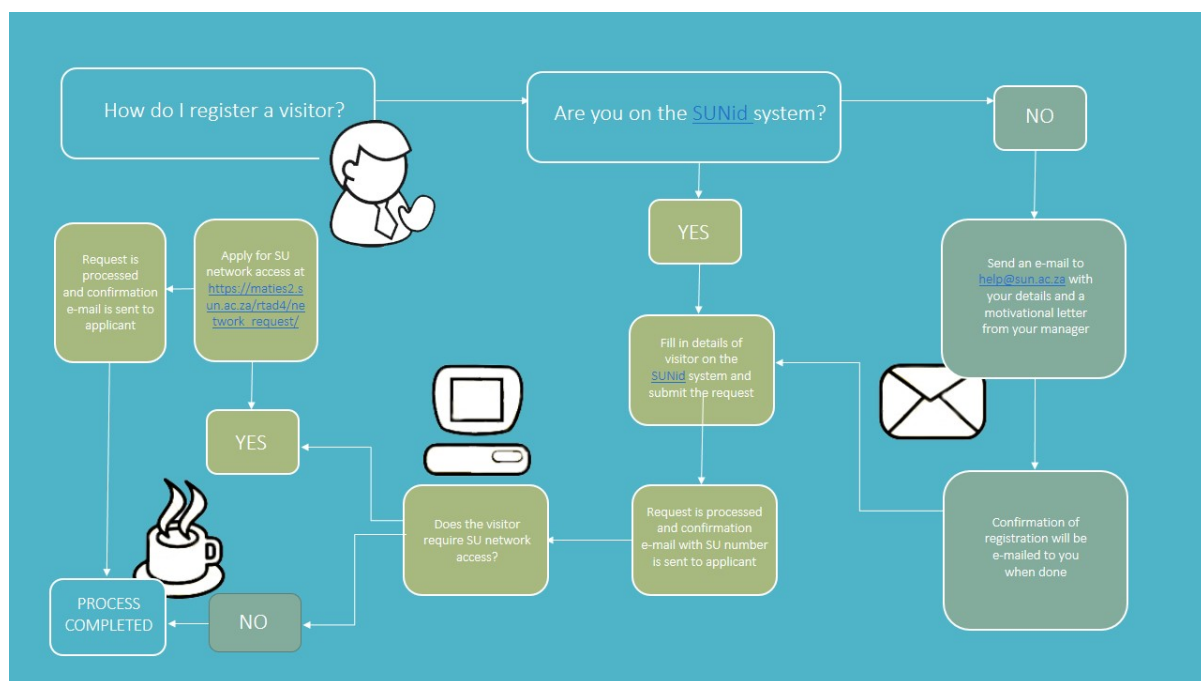 How do I register a visitor?
Are you on the SUNid system?
NO
YES
Send an e-mail to
help@sun.ac.za with
your details and a
motivational letter
from your manager
Confirmation of
registration will be
e-mailed to you
when done
Fill in details of
visitor on the
SUNid system and
submit the request
Request is processed
and confirmation
e-mail with SU number
is sent to applicant
Does the visitor
require SU network
access?
YES
Apply for SU
network access at
https://maties2.s
un.ac.za/rtad4/ne
twork_request/
Request is
processed
and confirmation
e-mail is sent to
applicant
NO
PROCESS
COMPLETED